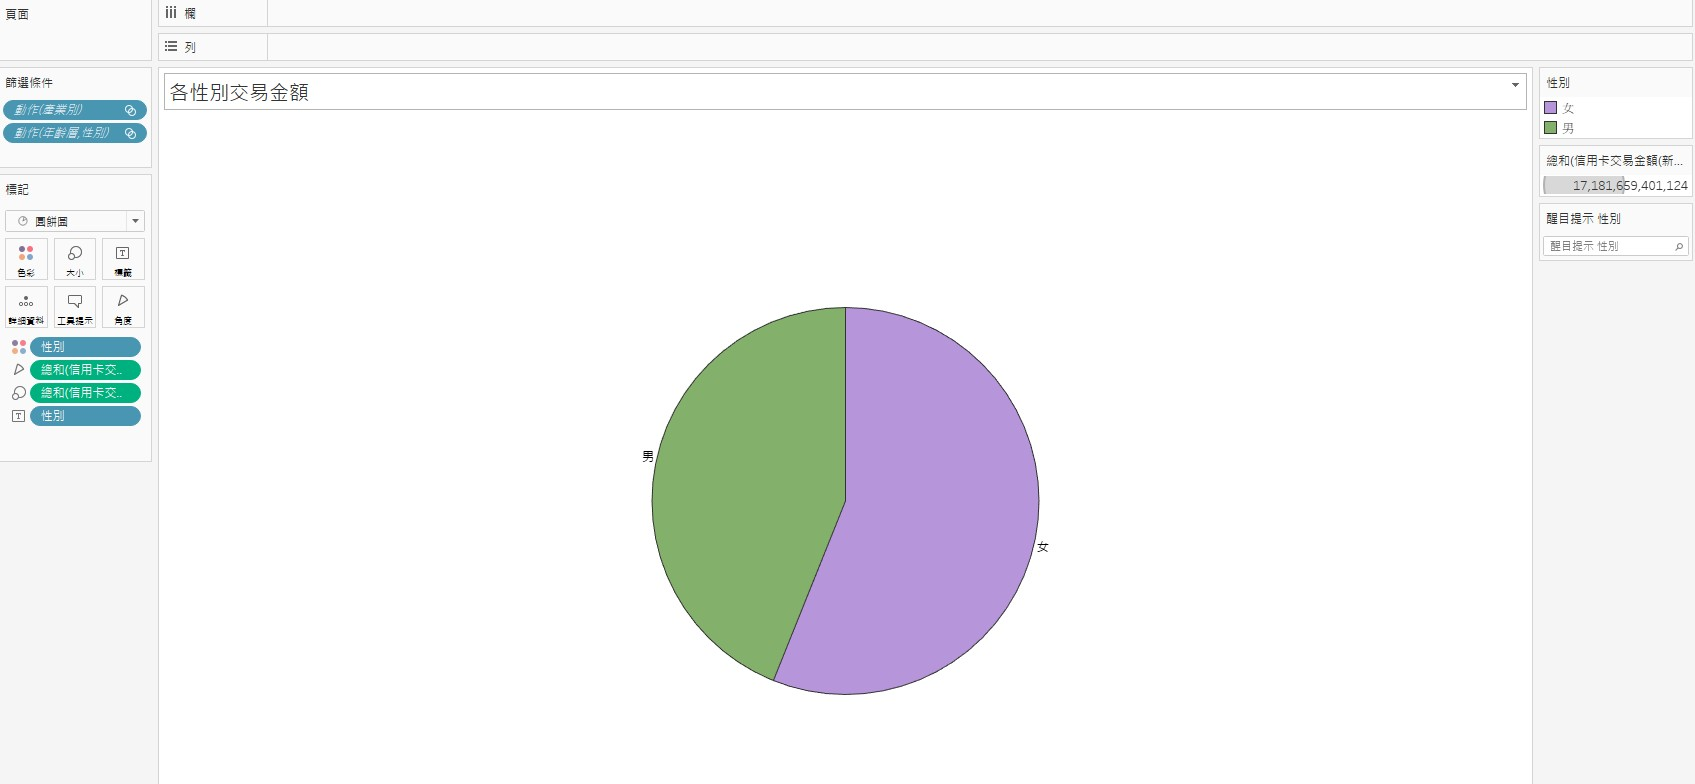 頁面
欄
列
篩選條件
動作(產業別)
動作(年齡層,性別)
標記
圓餅圖
色彩
大小
標籤
詳細資料
工具提示
角度
性別
總和(信用卡交..
總和(信用卡交..
性別
各性別交易金額
男
女
性別
女
男
總和(信用卡交易金額(新...
17,181,659,401,124
醒目提示 性別
醒目提示 性別